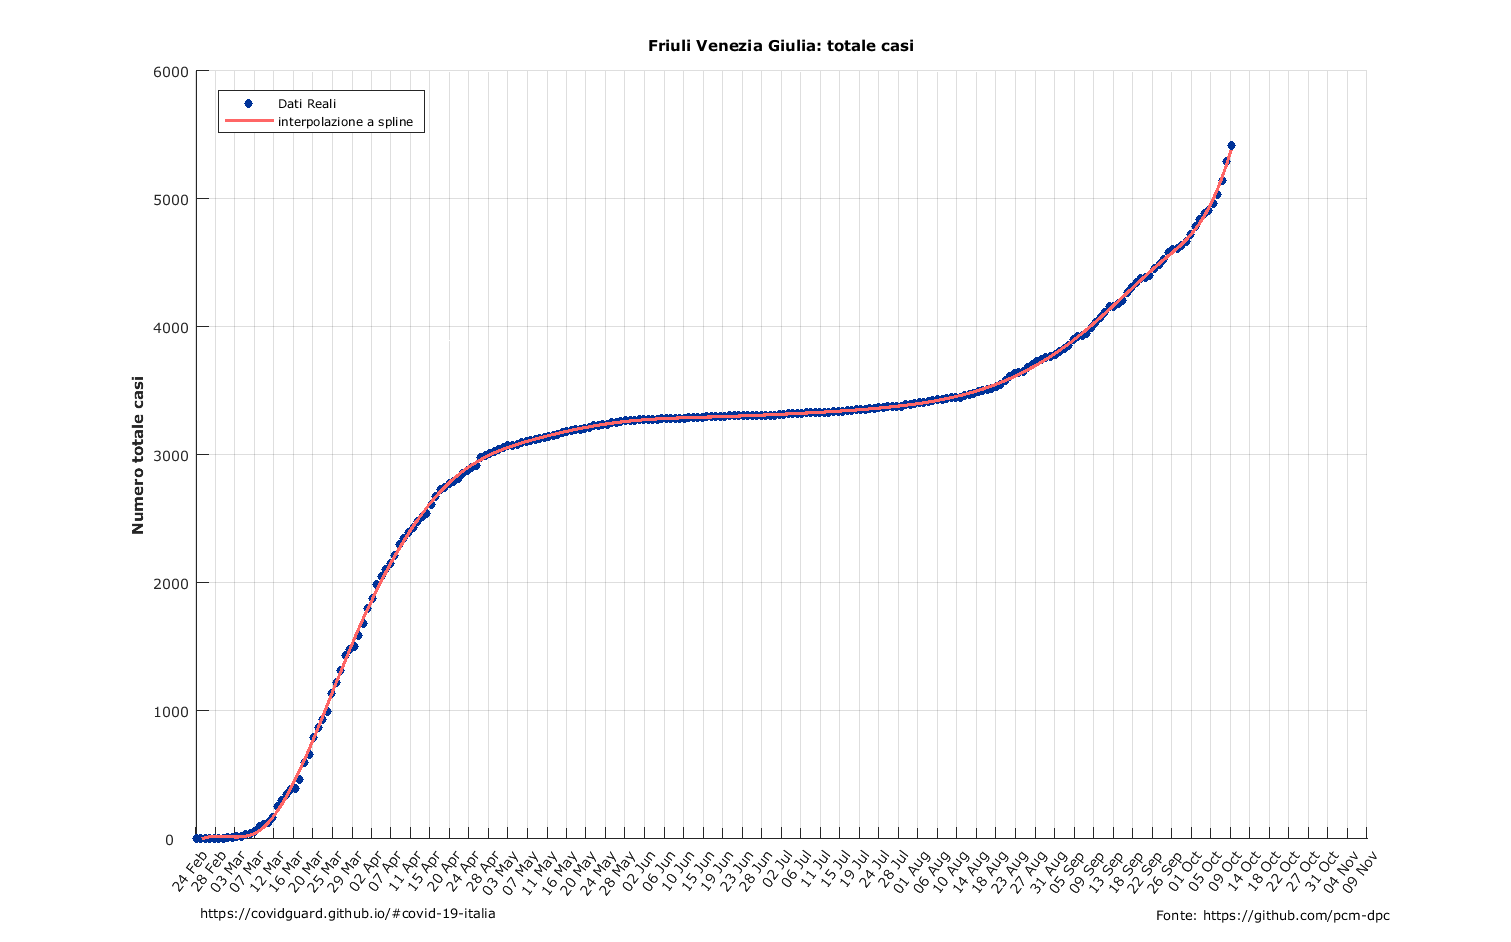 Friuli Venezia Giulia: totale casi
6000
5000
4000
3000
2000
1000
0
Numero totale casi
Dati Reali
interpolazione a spline
24 Feb
28 Feb
03 Mar
07 Mar
12 Mar
16 Mar
20 Mar
25 Mar
29 Mar
02 Apr
07 Apr
11 Apr
15 Apr
20 Apr
24 Apr
28 Apr
03 May
07 May
11 May
16 May
20 May
24 May
28 May
02 Jun
06 Jun
10 Jun
15 Jun
19 Jun
23 Jun
28 Jun
02 Jul
06 Jul
11 Jul
15 Jul
19 Jul
24 Jul
28 Jul
01 Aug
06 Aug
10 Aug
14 Aug
18 Aug
23 Aug
27 Aug
31 Aug
05 Sep
09 Sep
13 Sep
18 Sep
22 Sep
26 Sep
01 Oct
05 Oct
09 Oct
14 Oct
18 Oct
22 Oct
27 Oct
31 Oct
04 Nov
09 Nov
https://covidguard.github.io/#covid-19-italia
Fonte: https://github.com/pcm-dpc